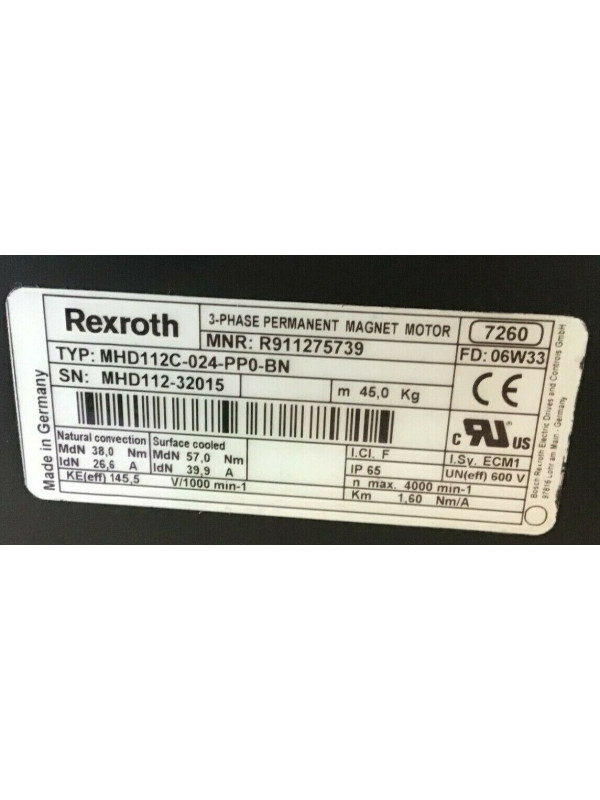 Rexroth
3-PHASE PERMANENT MAGNET MOTOR
7260
MNR: R911275739
FD: 06W33
TYP: MHD112C-024-PP0-BN
SN: MHD112-32015
m 45,0 Kg
CE
c RU US
Natural convection
MdN 38,0 Nm
IdN 26,6 A
Surface cooled
MdN 57,0 Nm
IdN 39,9 A
I.Cl. F
I.Sy. ECM1
IP 65
UN(eff) 600 V
KE(eff) 145,5 V/1000 min-1
n max. 4000 min-1
Km 1,60 Nm/A
Made in Germany
Bosch Rexroth Electric Drives and Controls GmbH
97816 Lohr am Main - Germany